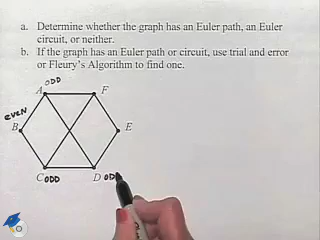 a. Determine whether the graph has an Euler path, an Euler
circuit, or neither.
b. If the graph has an Euler path or circuit, use trial and error
or Fleury's Algorithm to find one.
ODD
A F
EVEN
B E
C ODD D ODD